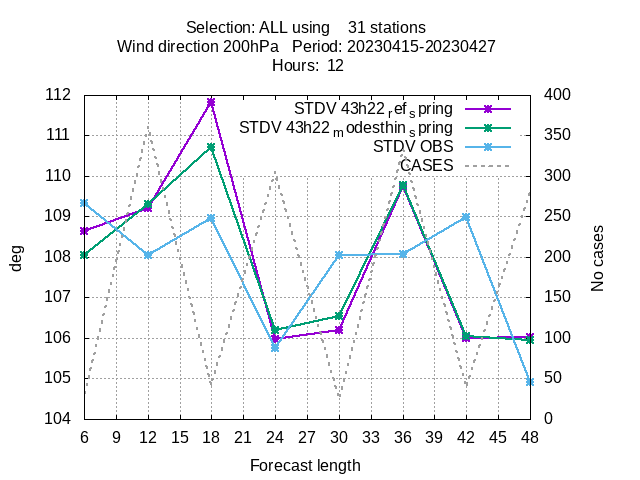 Selection: ALL using    31 stations
Wind direction 200hPa   Period: 20230415-20230427
Hours:  12
STDV 43h22 ref spring
STDV 43h22 modesthin spring
STDV OBS
CASES
112
111
110
109
108
107
106
105
104
400
350
300
250
200
150
100
50
0
deg
No cases
6 9 12 15 18 21 24 27 30 33 36 39 42 45 48
Forecast length